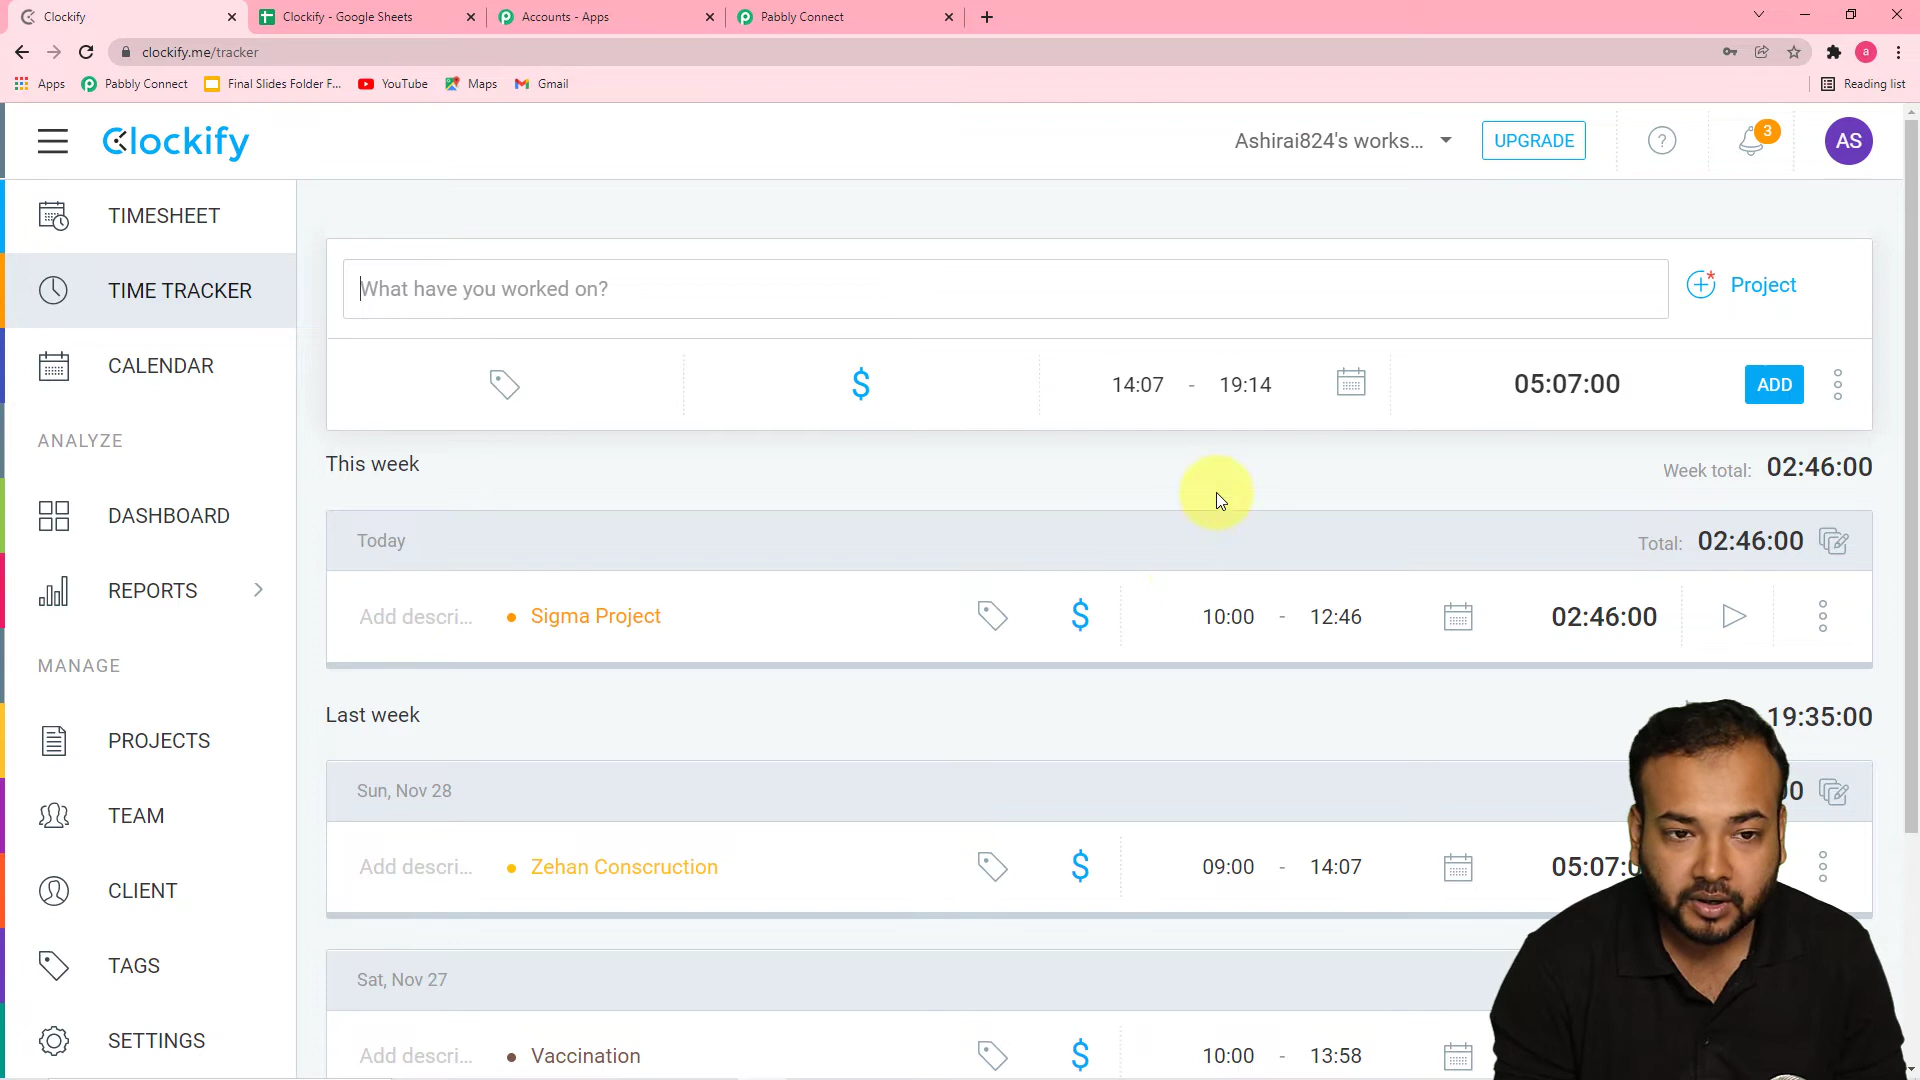 Clockify
Clockify - Google Sheets
Accounts - Apps
Pabbly Connect
clockify.me/tracker
a
Apps
Pabbly Connect
Final Slides Folder F...
YouTube
Maps
Gmail
Reading list
Clockify
Ashirai824's works...
UPGRADE
?
3
AS
TIMESHEET
TIME TRACKER
CALENDAR
ANALYZE
DASHBOARD
REPORTS
MANAGE
PROJECTS
TEAM
CLIENT
TAGS
SETTINGS
What have you worked on?
Project
$
14:07 - 19:14
05:07:00
ADD
This week
Week total: 02:46:00
Today
Total: 02:46:00
Add descri... • Sigma Project $ 10:00 - 12:46 02:46:00
Last week
19:35:00
Sun, Nov 28
Add descri... • Zehan Conscruction $ 09:00 - 14:07
Sat, Nov 27
Add descri... • Vaccination $ 10:00 - 13:58